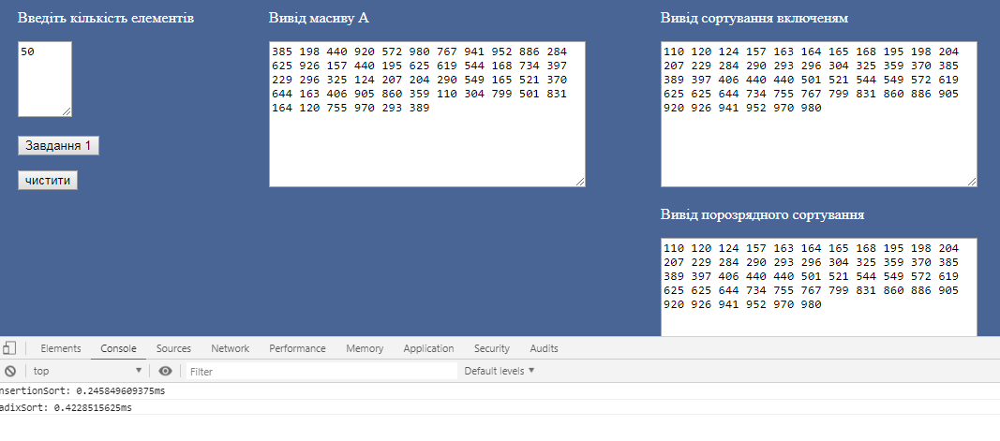 Введіть кількість елементів
50
Завдання 1
чистити
Вивід масиву А
385 198 440 920 572 980 767 941 952 886 284
625 926 157 440 195 625 619 544 168 734 397
229 296 325 124 207 204 290 549 165 521 370
644 163 406 905 860 359 110 304 799 501 831
164 120 755 970 293 389
Вивід сортування включеням
110 120 124 157 163 164 165 168 195 198 204
207 229 284 290 293 296 304 325 359 370 385
389 397 406 440 440 501 521 544 549 572 619
625 625 644 734 755 767 799 831 860 886 905
920 926 941 952 970 980
Вивід порозрядного сортування
110 120 124 157 163 164 165 168 195 198 204
207 229 284 290 293 296 304 325 359 370 385
389 397 406 440 440 501 521 544 549 572 619
625 625 644 734 755 767 799 831 860 886 905
920 926 941 952 970 980
Elements Console Sources Network Performance Memory Application Security Audits
top Filter Default levels
nsertionSort: 0.245849609375ms
adixSort: 0.4228515625ms